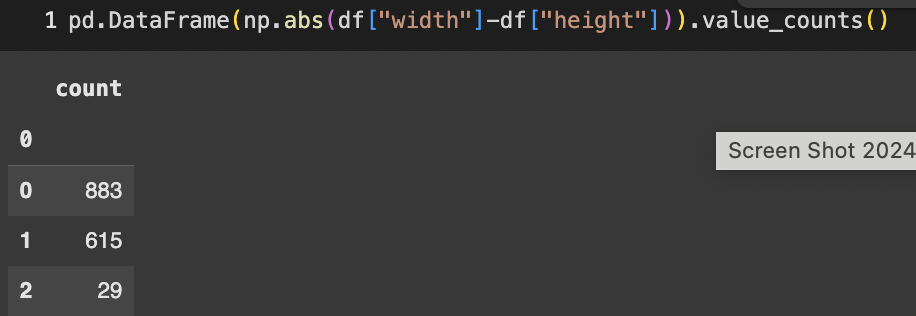 1 pd.DataFrame(np.abs(df["width"]-df["height"])).value_counts()
count
0
Screen Shot 2024
0 883
1 615
2 29